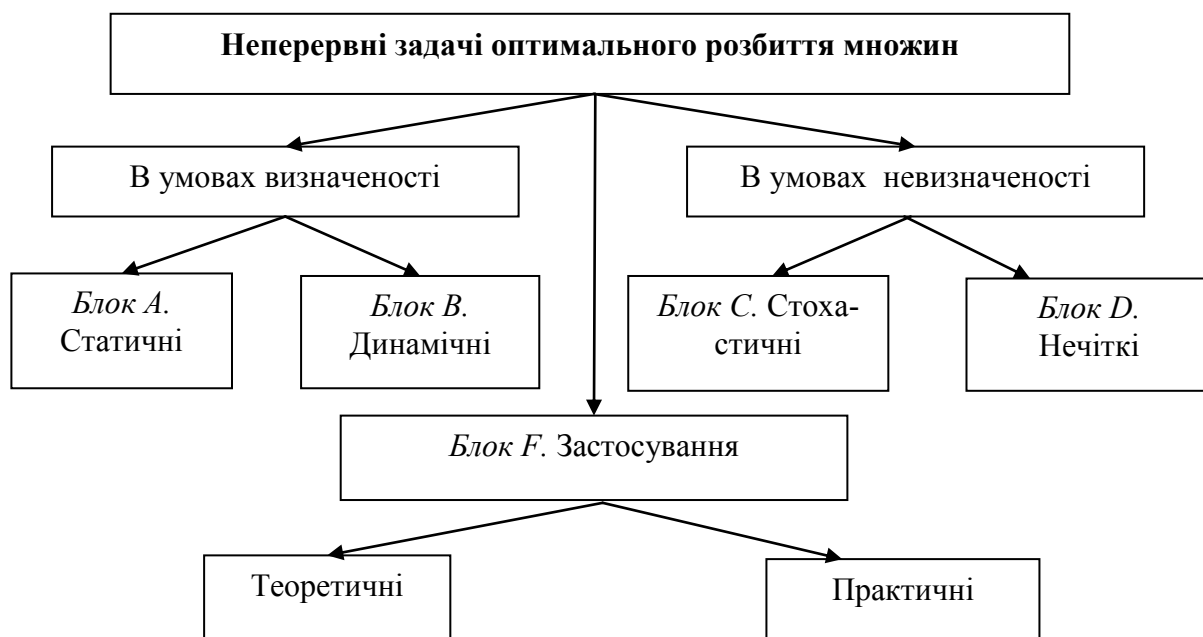 Неперервні задачі оптимального розбиття множин
В умовах визначеності
В умовах невизначеності
Блок A.
Статичні
Блок B.
Динамічні
Блок C. Стоха-
стичні
Блок D.
Нечіткі
Блок F. Застосування
Теоретичні
Практичні